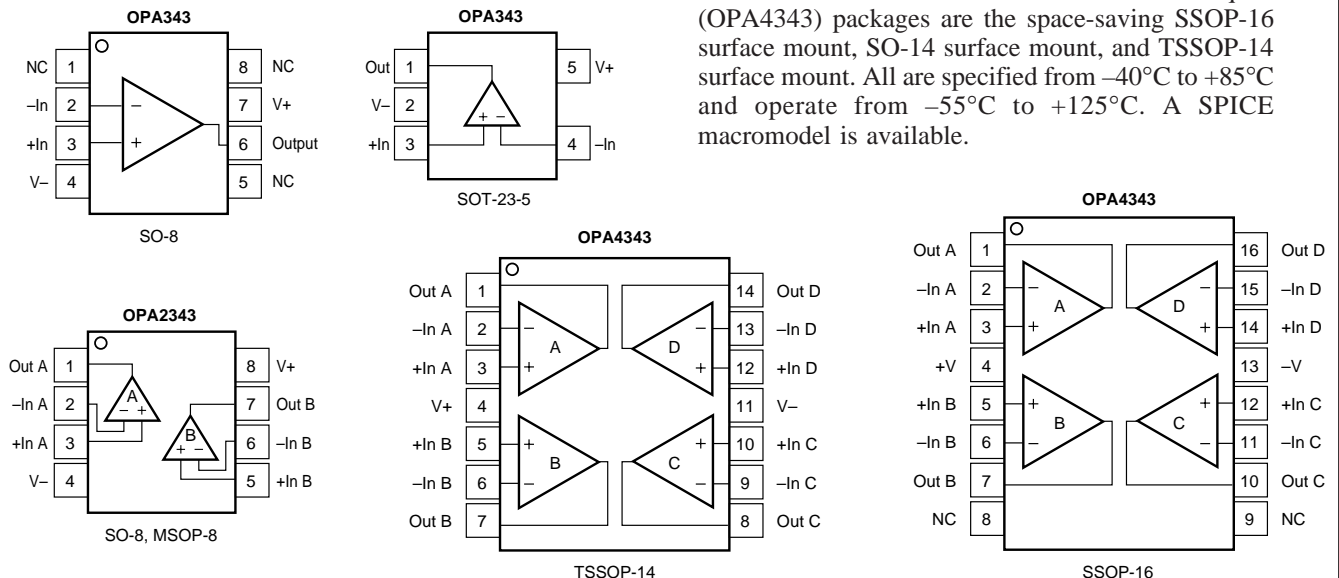 (OPA4343) packages are the space-saving SSOP-16
surface mount, SO-14 surface mount, and TSSOP-14
surface mount. All are specified from –40°C to +85°C
and operate from –55°C to +125°C. A SPICE
macromodel is available.
OPA343
NC 1 8 NC
–In 2 – 7 V+
+In 3 + 6 Output
V– 4 5 NC
SO-8
OPA343
Out 1 5 V+
V– 2
+ –
+In 3 4 –In
SOT-23-5
OPA2343
Out A 1 8 V+
A
–In A 2 – + 7 Out B
B
+In A 3 + – 6 –In B
V– 4 5 +In B
SO-8, MSOP-8
OPA4343
Out A 1 14 Out D
–In A 2 – – 13 –In D
A D
+In A 3 + + 12 +In D
V+ 4 11 V–
+In B 5 + + 10 +In C
B C
–In B 6 – – 9 –In C
Out B 7 8 Out C
TSSOP-14
OPA4343
Out A 1 16 Out D
–In A 2 – – 15 –In D
A D
+In A 3 + + 14 +In D
+V 4 13 –V
+In B 5 + + 12 +In C
B C
–In B 6 – – 11 –In C
Out B 7 10 Out C
NC 8 9 NC
SSOP-16